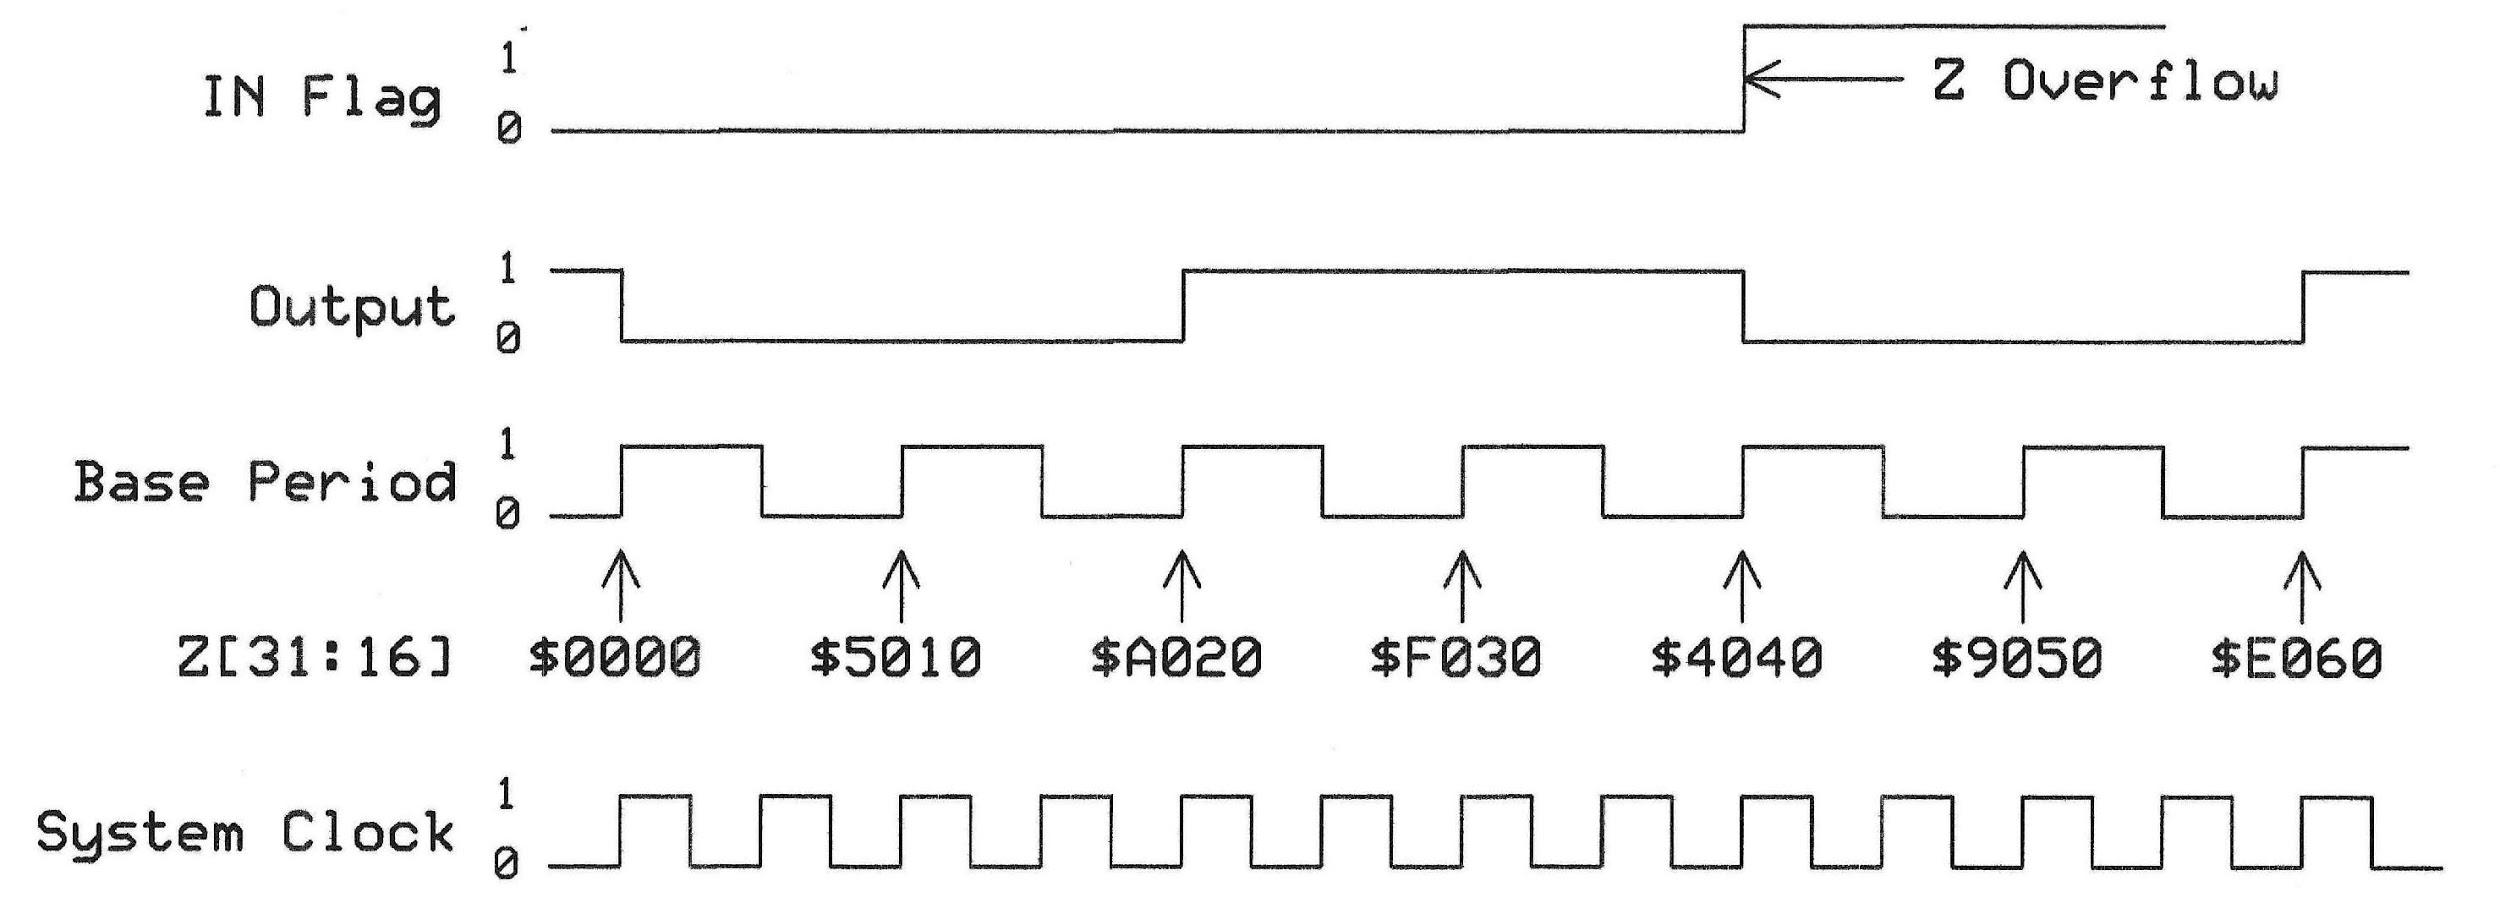 1
IN Flag
0
Z Overflow
1
Output
0
1
Base Period
0
Z[31:16] $0000 $5010 $A020 $F030 $4040 $9050 $E060
1
System Clock
0